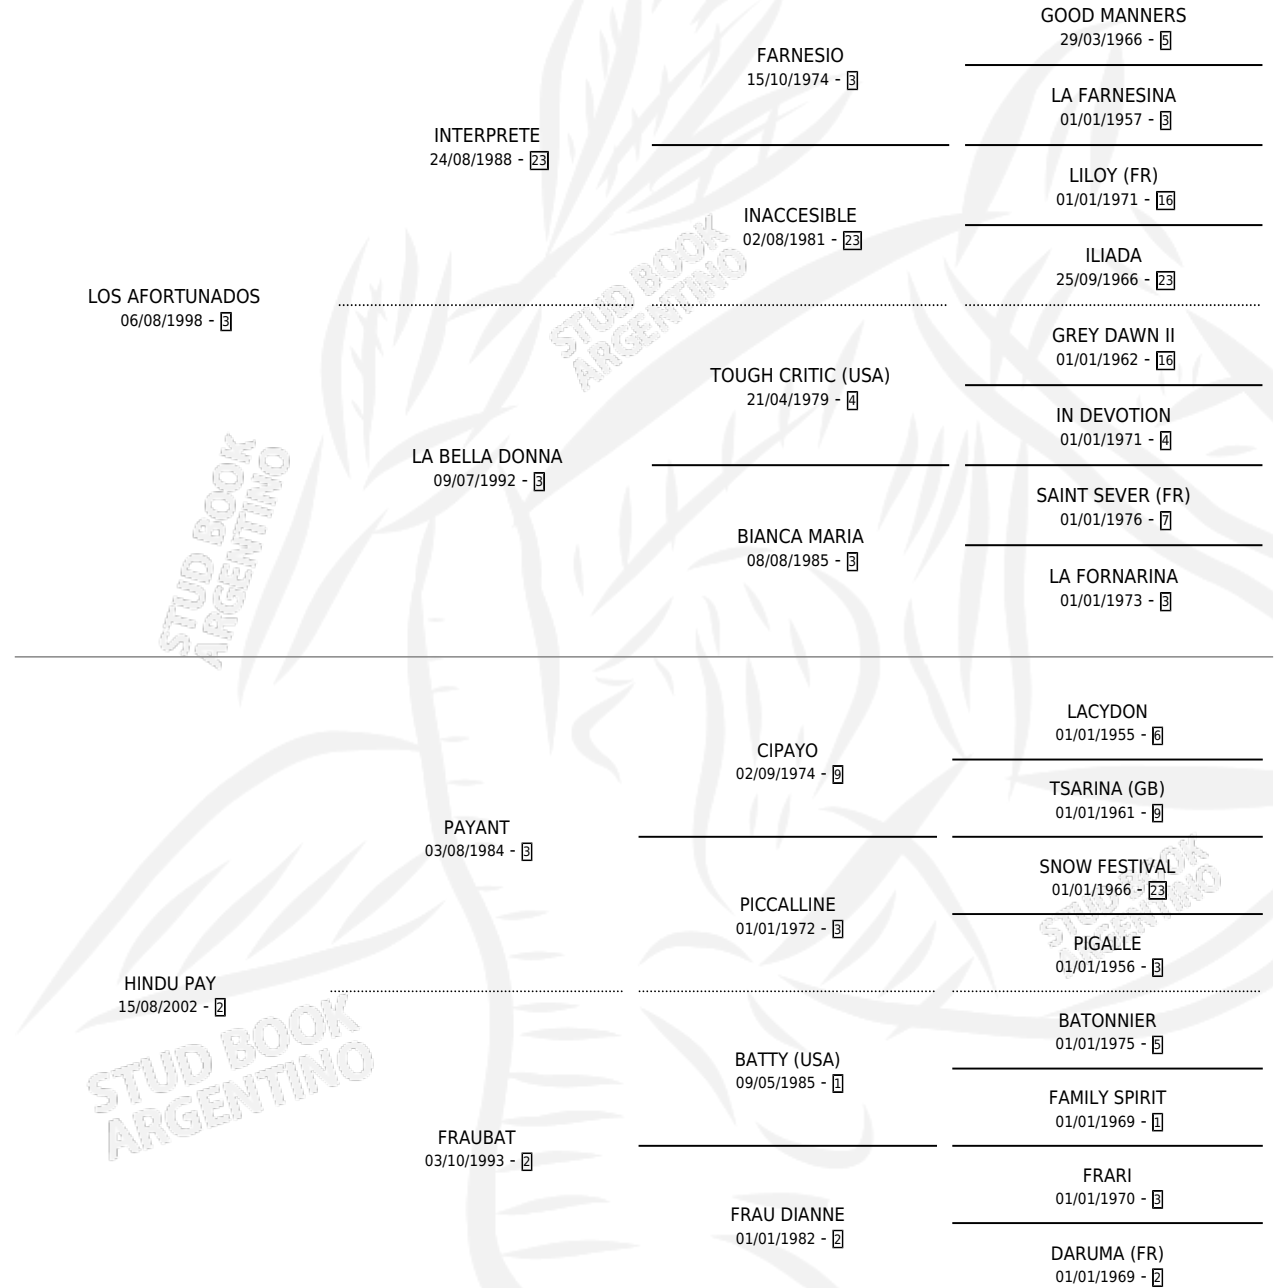 GOOD MANNERS
29/03/1966 - 5
FARNESIO
15/10/1974 - 3
LA FARNESINA
01/01/1957 - 3
INTERPRETE
24/08/1988 - 23
LILOY (FR)
01/01/1971 - 16
INACCESIBLE
02/08/1981 - 23
ILIADA
25/09/1966 - 23
LOS AFORTUNADOS
06/08/1998 - 3
GREY DAWN II
01/01/1962 - 16
TOUGH CRITIC (USA)
21/04/1979 - 4
IN DEVOTION
01/01/1971 - 4
LA BELLA DONNA
09/07/1992 - 3
SAINT SEVER (FR)
01/01/1976 - 7
BIANCA MARIA
08/08/1985 - 3
LA FORNARINA
01/01/1973 - 3
STUD BOOK
ARGENTINO
STUD BOOK
ARGENTINO
LACYDON
01/01/1955 - 6
CIPAYO
02/09/1974 - 9
TSARINA (GB)
01/01/1961 - 9
PAYANT
03/08/1984 - 3
SNOW FESTIVAL
01/01/1966 - 23
PICCALLINE
01/01/1972 - 3
PIGALLE
01/01/1956 - 3
HINDU PAY
15/08/2002 - 2
BATONNIER
01/01/1975 - 5
BATTY (USA)
09/05/1985 - 1
FAMILY SPIRIT
01/01/1969 - 1
FRAUBAT
03/10/1993 - 2
FRARI
01/01/1970 - 3
FRAU DIANNE
01/01/1982 - 2
DARUMA (FR)
01/01/1969 - 2
STUD BOOK
ARGENTINO
STUD BOOK
ARGENTINO